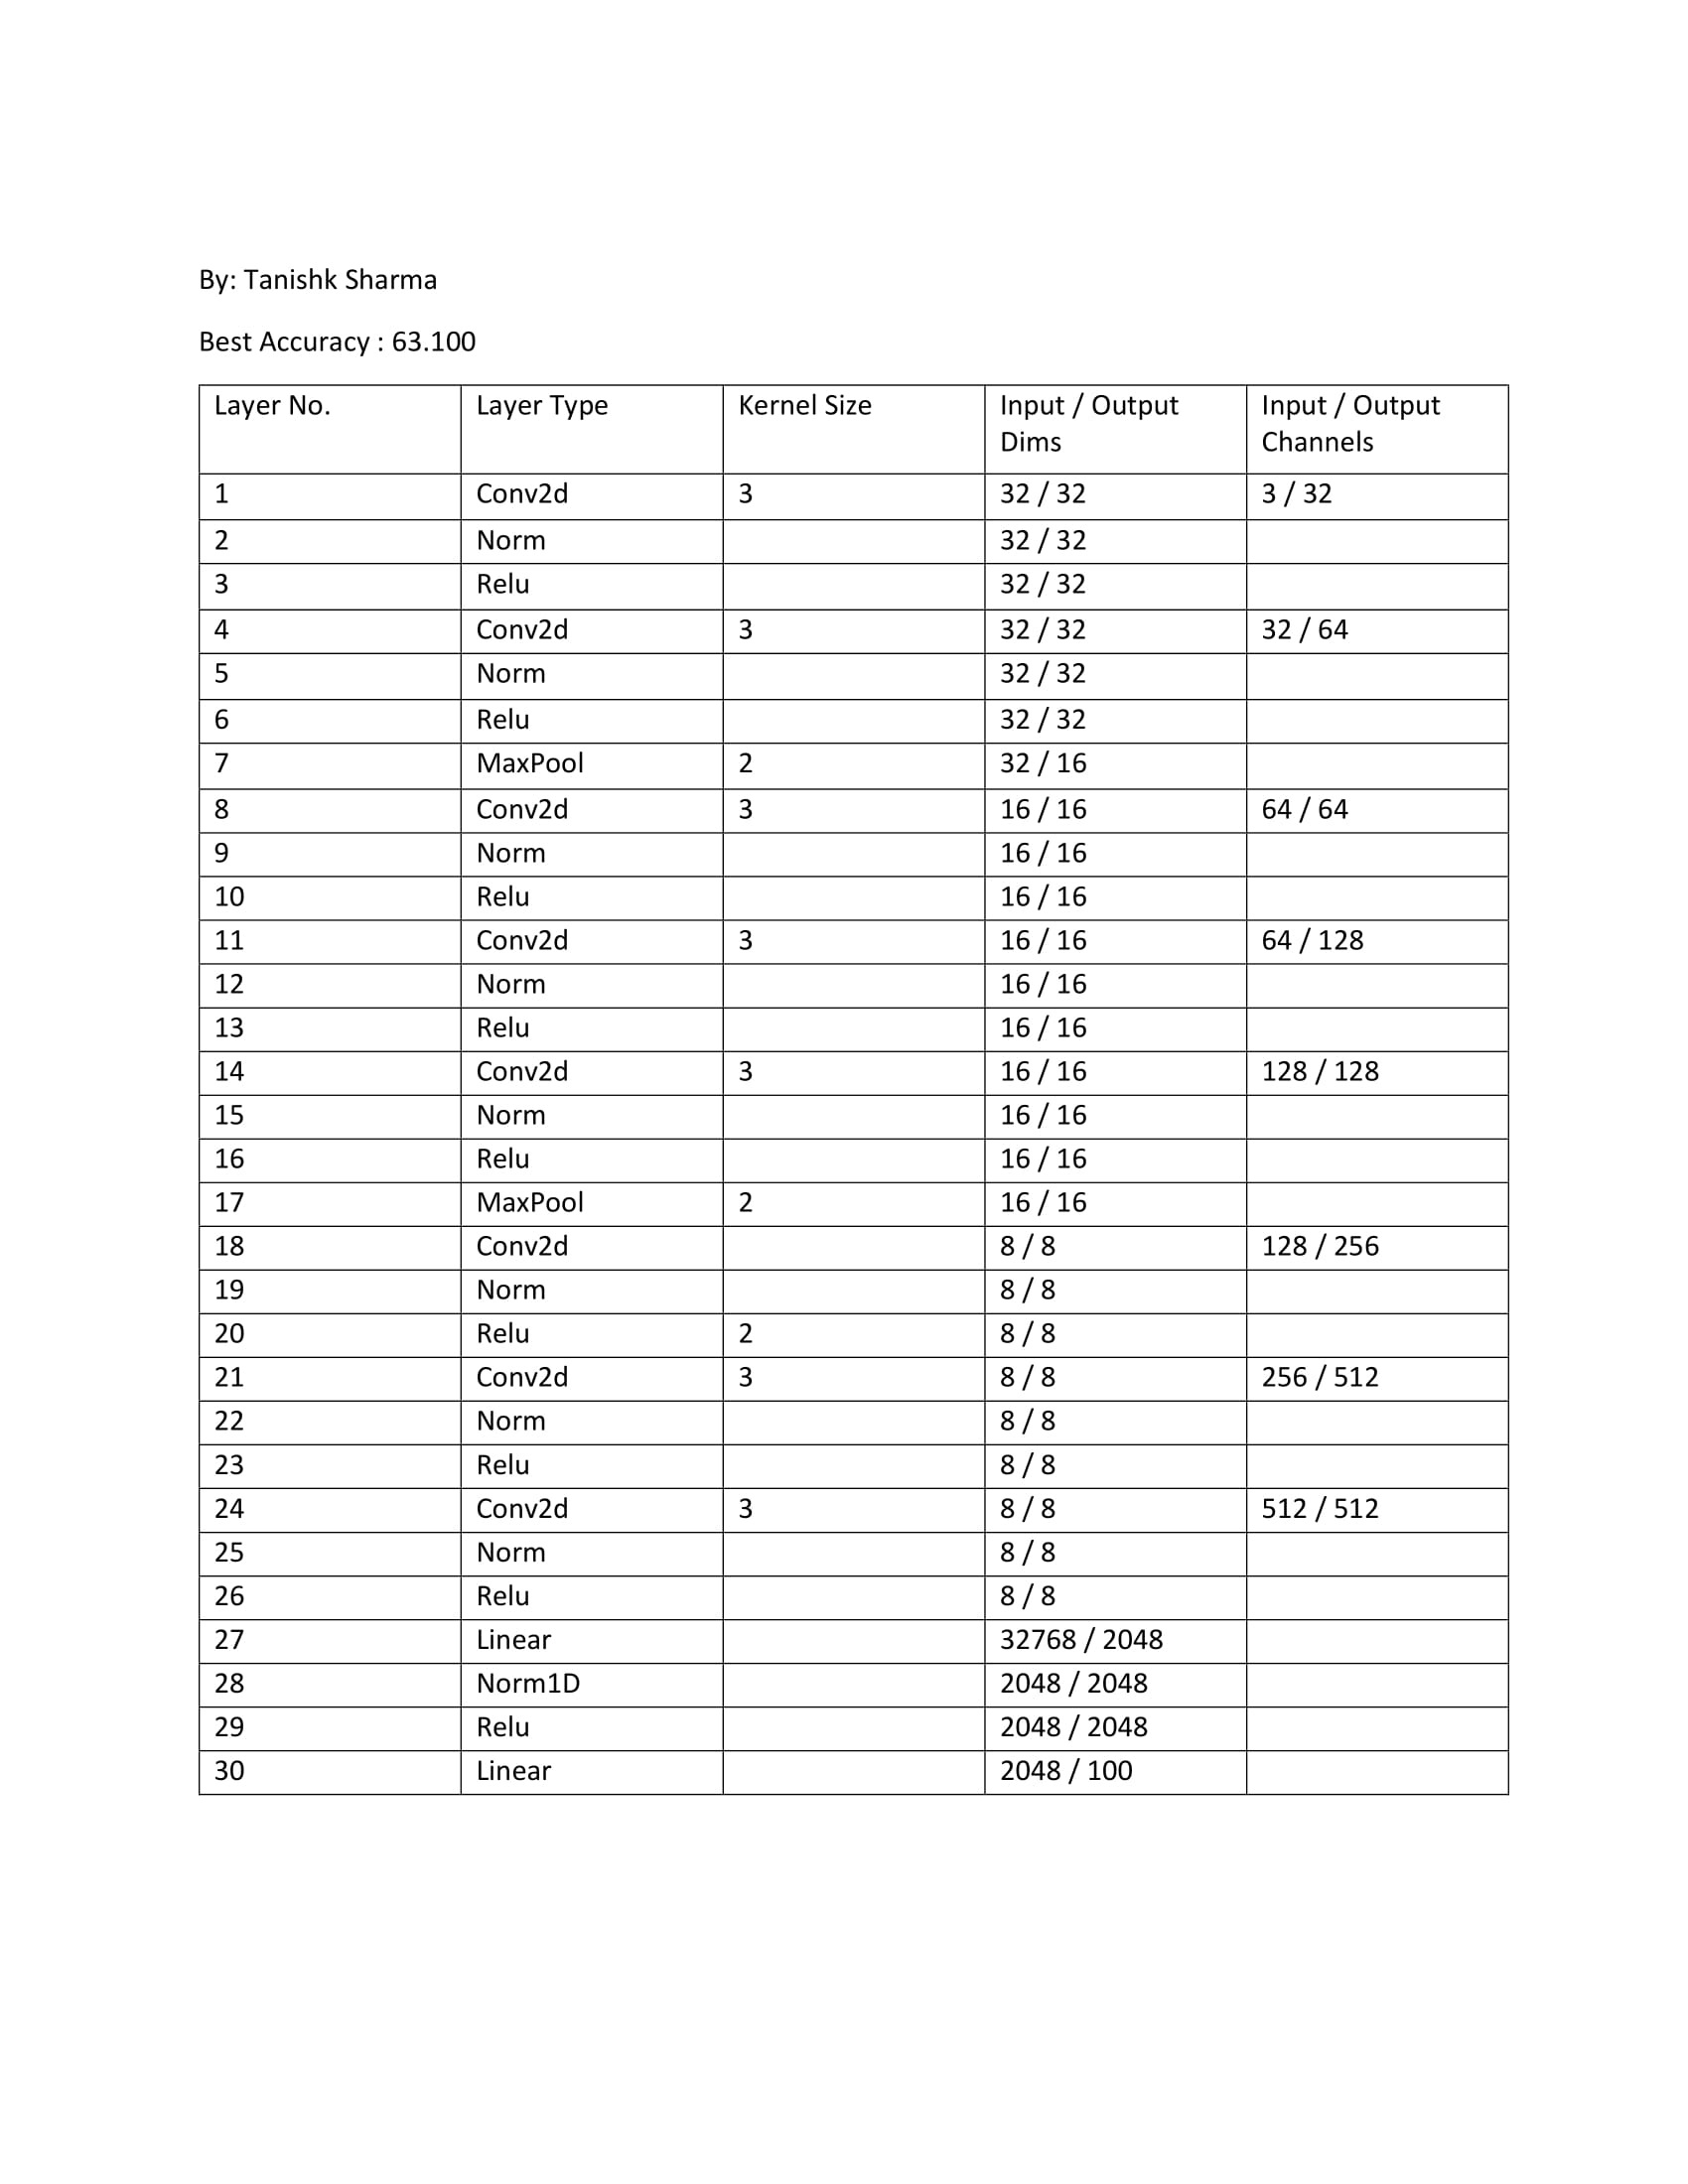 By: Tanishk Sharma
Best Accuracy : 63.100
Layer No. Layer Type Kernel Size Input / Output Dims Input / Output Channels
1 Conv2d 3 32 / 32 3 / 32
2 Norm 32 / 32
3 Relu 32 / 32
4 Conv2d 3 32 / 32 32 / 64
5 Norm 32 / 32
6 Relu 32 / 32
7 MaxPool 2 32 / 16
8 Conv2d 3 16 / 16 64 / 64
9 Norm 16 / 16
10 Relu 16 / 16
11 Conv2d 3 16 / 16 64 / 128
12 Norm 16 / 16
13 Relu 16 / 16
14 Conv2d 3 16 / 16 128 / 128
15 Norm 16 / 16
16 Relu 16 / 16
17 MaxPool 2 16 / 16
18 Conv2d 8 / 8 128 / 256
19 Norm 8 / 8
20 Relu 2 8 / 8
21 Conv2d 3 8 / 8 256 / 512
22 Norm 8 / 8
23 Relu 8 / 8
24 Conv2d 3 8 / 8 512 / 512
25 Norm 8 / 8
26 Relu 8 / 8
27 Linear 32768 / 2048
28 Norm1D 2048 / 2048
29 Relu 2048 / 2048
30 Linear 2048 / 100